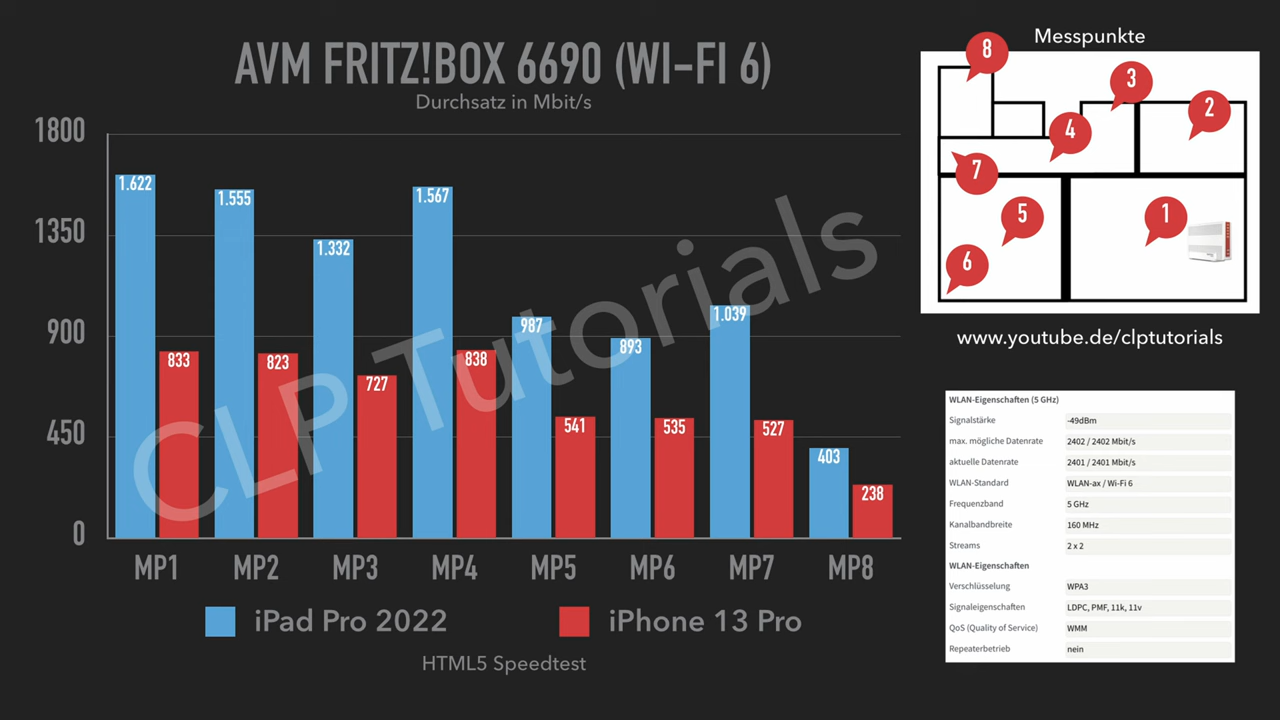 AVM FRITZ!BOX 6690 (WI-FI 6)
Durchsatz in Mbit/s
1800
1350
900
450
0
1.622
833
1.555
823
1.332
727
1.567
838
987
541
893
535
1.039
527
403
238
MP1 MP2 MP3 MP4 MP5 MP6 MP7 MP8
iPad Pro 2022 iPhone 13 Pro
HTML5 Speedtest
CLP Tutorials
Messpunkte
8
3
2
4
7
5
1
6
www.youtube.de/clptutorials
WLAN-Eigenschaften (5 GHz)
Signalstärke -49dBm
max. mögliche Datenrate 2402 / 2402 Mbit/s
aktuelle Datenrate 2401 / 2401 Mbit/s
WLAN-Standard WLAN-ax / Wi-Fi 6
Frequenzband 5 GHz
Kanalbandbreite 160 MHz
Streams 2 x 2
WLAN-Eigenschaften
Verschlüsselung WPA3
Signaleigenschaften LDPC, PMF, 11k, 11v
QoS (Quality of Service) WMM
Repeaterbetrieb nein